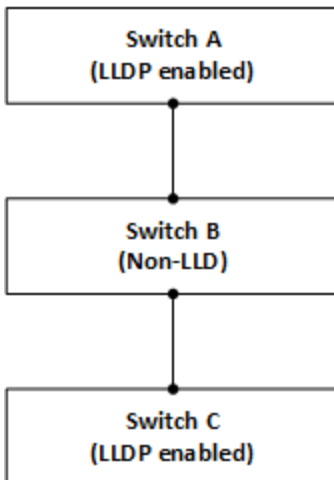 Switch A
(LLDP enabled)
Switch B
(Non-LLD)
Switch C
(LLDP enabled)